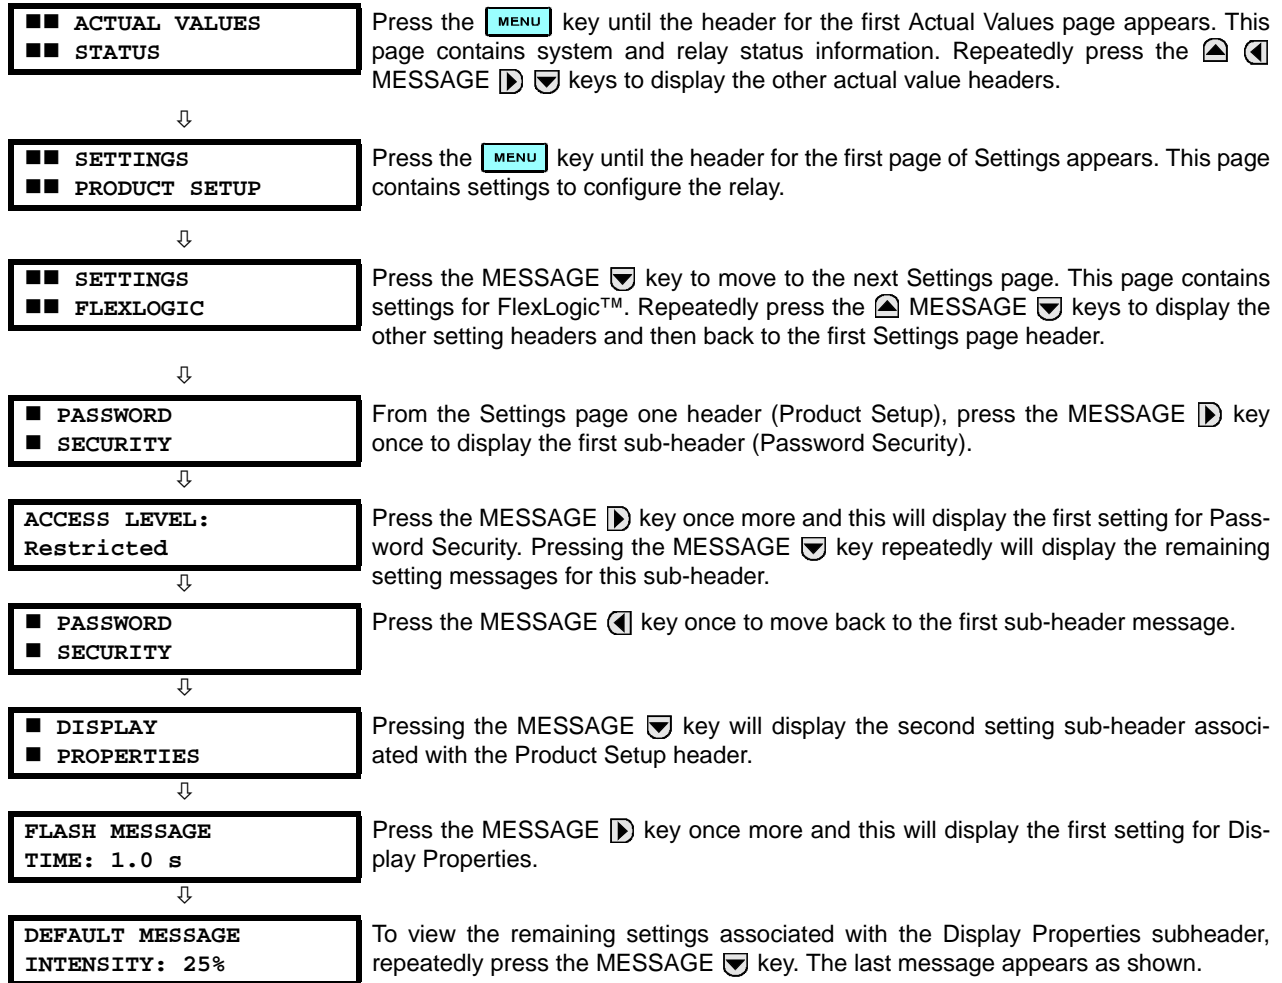 ■■ ACTUAL VALUES
■■ STATUS
Press the MENU key until the header for the first Actual Values page appears. This
page contains system and relay status information. Repeatedly press the ▲ ◀
MESSAGE ▶ ▼ keys to display the other actual value headers.
⇩
■■ SETTINGS
■■ PRODUCT SETUP
Press the MENU key until the header for the first page of Settings appears. This page
contains settings to configure the relay.
⇩
■■ SETTINGS
■■ FLEXLOGIC
Press the MESSAGE ▼ key to move to the next Settings page. This page contains
settings for FlexLogic™. Repeatedly press the ▲ MESSAGE ▼ keys to display the
other setting headers and then back to the first Settings page header.
⇩
■ PASSWORD
■ SECURITY
From the Settings page one header (Product Setup), press the MESSAGE ▶ key
once to display the first sub-header (Password Security).
⇩
ACCESS LEVEL:
Restricted
Press the MESSAGE ▶ key once more and this will display the first setting for Pass-
word Security. Pressing the MESSAGE ▼ key repeatedly will display the remaining
setting messages for this sub-header.
⇩
■ PASSWORD
■ SECURITY
Press the MESSAGE ◀ key once to move back to the first sub-header message.
⇩
■ DISPLAY
■ PROPERTIES
Pressing the MESSAGE ▼ key will display the second setting sub-header associ-
ated with the Product Setup header.
⇩
FLASH MESSAGE
TIME: 1.0 s
Press the MESSAGE ▶ key once more and this will display the first setting for Dis-
play Properties.
⇩
DEFAULT MESSAGE
INTENSITY: 25%
To view the remaining settings associated with the Display Properties subheader,
repeatedly press the MESSAGE ▼ key. The last message appears as shown.